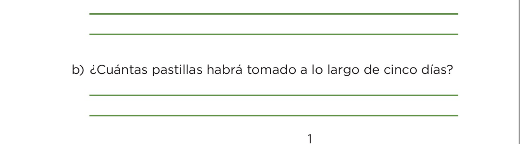 b) ¿Cuántas pastillas habrá tomado a lo largo de cinco días?
1